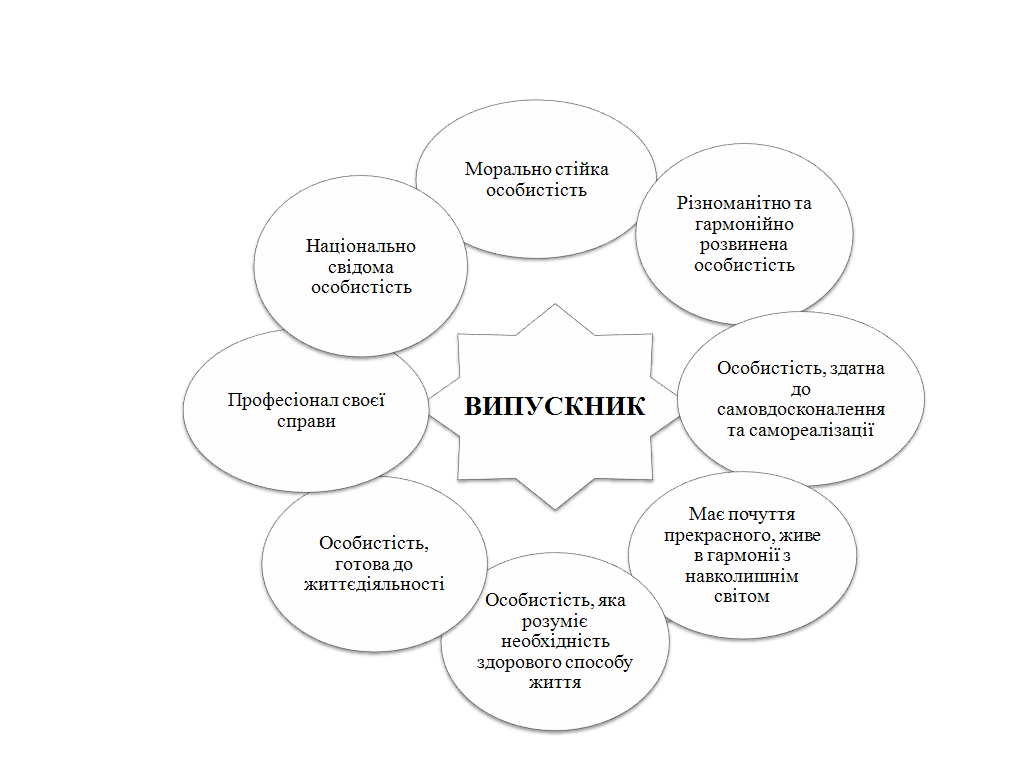 Морально стійка
особистість
Різноманітно та
гармонійно
розвинена
особистість
Національно
свідома
особистість
Особистість, здатна
до
самовдосконалення
та самореалізації
Професіонал своєї
справи
ВИПУСКНИК
Має почуття
прекрасного, живе
в гармонії з
навколишнім
світом
Особистість,
готова до
життєдіяльності
Особистість, яка
розуміє
необхідність
здорового способу
життя